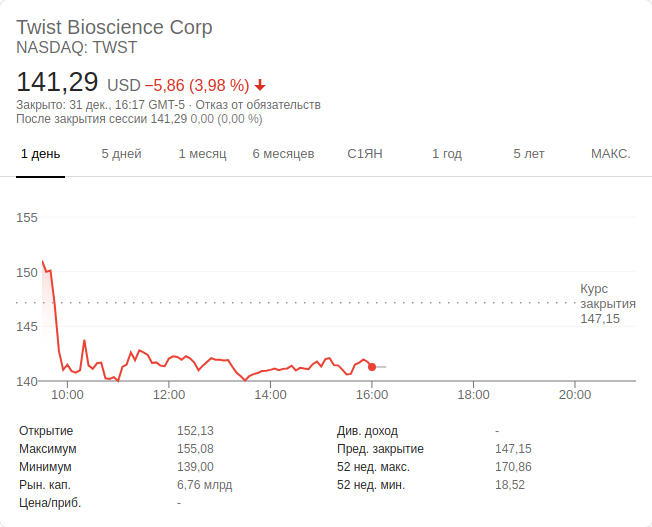 Twist Bioscience Corp
NASDAQ: TWST
141,29 USD −5,86 (3,98 %)
Закрыто: 31 дек., 16:17 GMT-5 · Отказ от обязательств
После закрытия сессии 141,29 0,00 (0,00 %)
1 день 5 дней 1 месяц 6 месяцев С1ЯН 1 год 5 лет МАКС.
155
150
Курс
закрытия
147,15
145
140
10:00 12:00 14:00 16:00 18:00 20:00
Открытие 152,13 Див. доход -
Максимум 155,08 Пред. закрытие 147,15
Минимум 139,00 52 нед. макс. 170,86
Рын. кап. 6,76 млрд 52 нед. мин. 18,52
Цена/приб. -